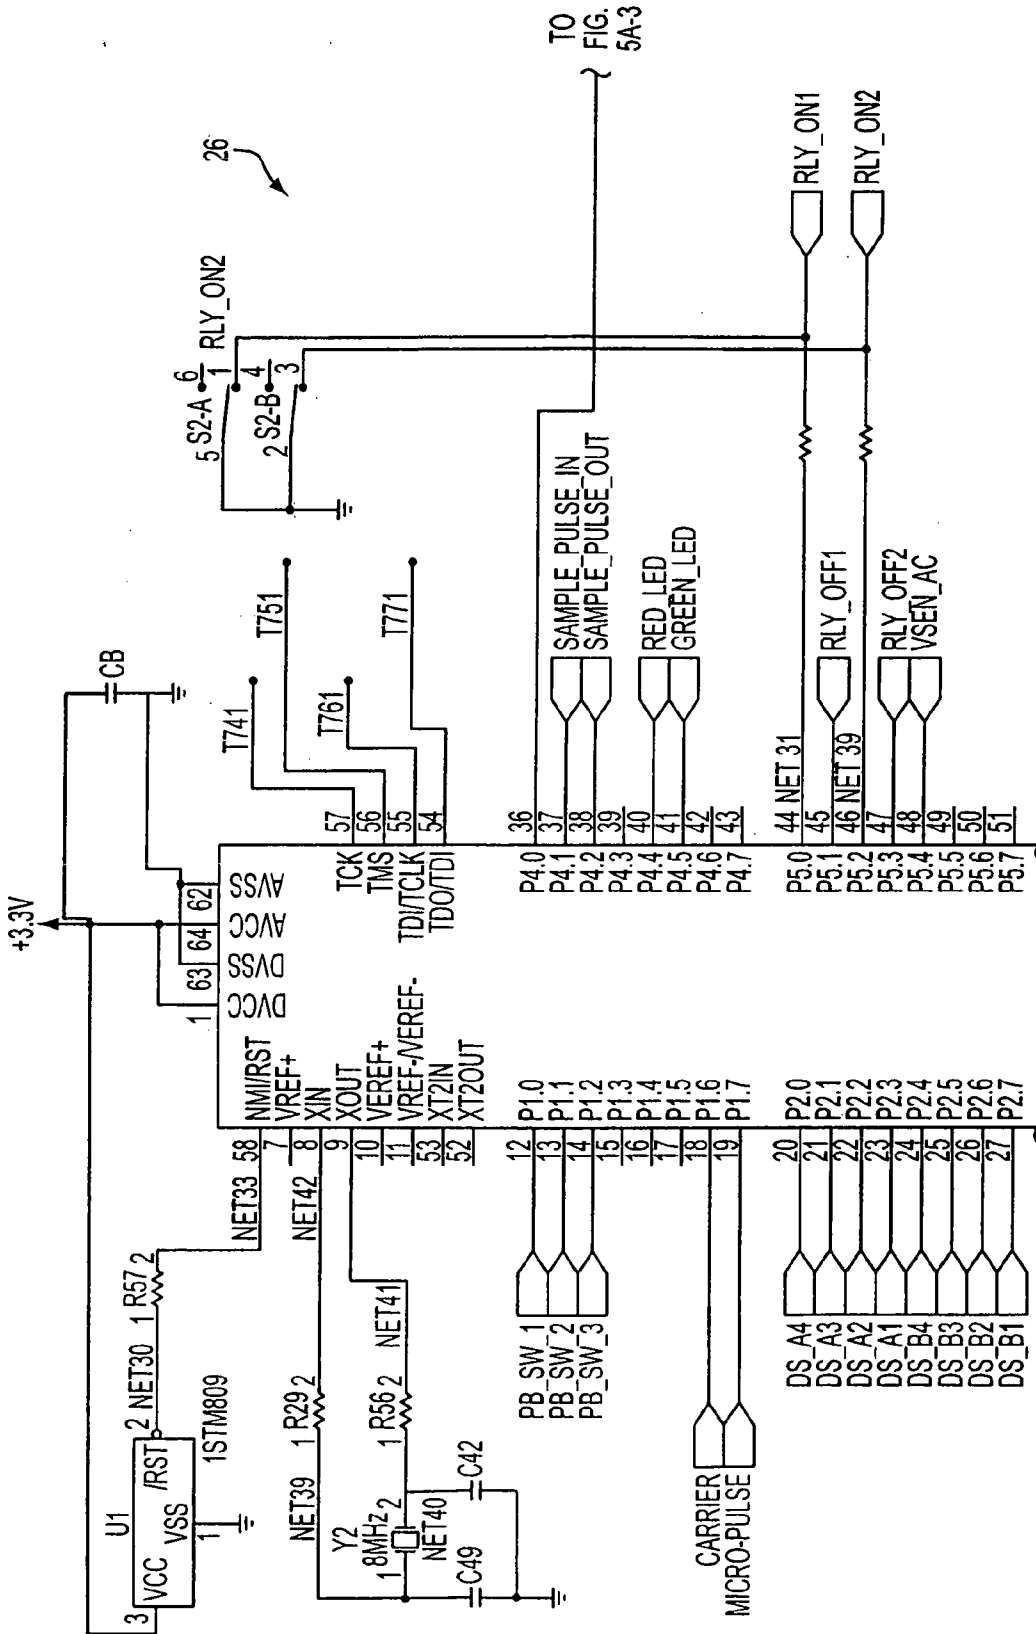 TO
FIG.
5A-3
26
+3.3V
CB
5 S2-A 6
1 RLY_ON2
2 S2-B 4
3
T741
T751
T761
T771
U1
3 VCC /RST 2 NET30 1 R57 2 NET33 58 NMI/RST
VSS
1
1STM809
7 VREF+
NET39 1 R29 2 NET42 8 XIN
Y2
1 8MHz 2
NET40
1 R56 2 NET41 9 XOUT
C49
C42
10 VEREF+
11 VREF-/VEREF-
53 XT2IN
52 XT2OUT
1 DVCC
63 DVSS
64 AVCC
62 AVSS
TCK 57
TMS 56
TDI/TCLK 55
TDO/TDI 54
PB_SW_1 12 P1.0
PB_SW_2 13 P1.1
PB_SW_3 14 P1.2
15 P1.3
16 P1.4
17 P1.5
CARRIER 18 P1.6
MICRO-PULSE 19 P1.7
DS_A4 20 P2.0
DS_A3 21 P2.1
DS_A2 22 P2.2
DS_A1 23 P2.3
DS_B4 24 P2.4
DS_B3 25 P2.5
DS_B2 26 P2.6
DS_B1 27 P2.7
P4.0 36
P4.1 37 SAMPLE_PULSE_IN
P4.2 38 SAMPLE_PULSE_OUT
P4.3 39
P4.4 40 RED_LED
P4.5 41 GREEN_LED
P4.6 42
P4.7 43
P5.0 44 NET 31 RLY_ON1
P5.1 45 RLY_OFF1
P5.2 46 NET 39 RLY_ON2
P5.3 47 RLY_OFF2
P5.4 48 VSEN_AC
P5.5 49
P5.6 50
P5.7 51